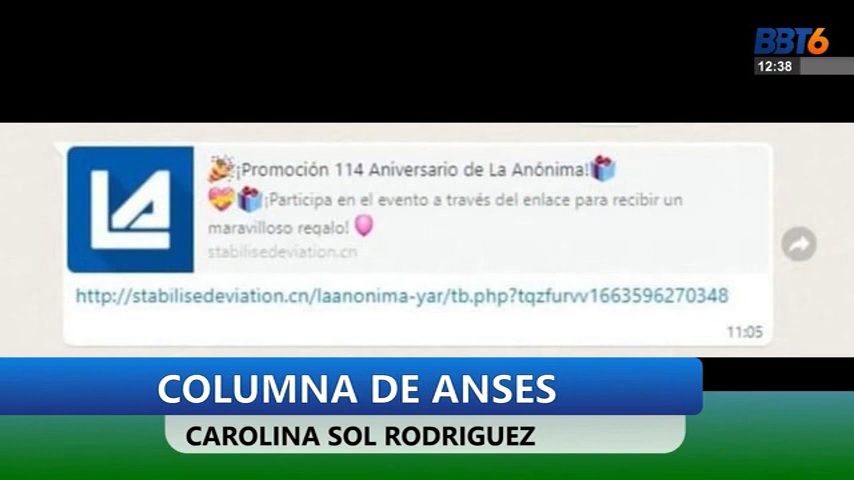 BBT6
12:38
¡Promoción 114 Aniversario de La Anónima!
¡Participa en el evento a través del enlace para recibir un
maravilloso regalo!
stabilisedeviation.cn
LA
http://stabilisedeviation.cn/laanonima-yar/tb.php?tqzfurvv1663596270348
11:05
COLUMNA DE ANSES
CAROLINA SOL RODRIGUEZ